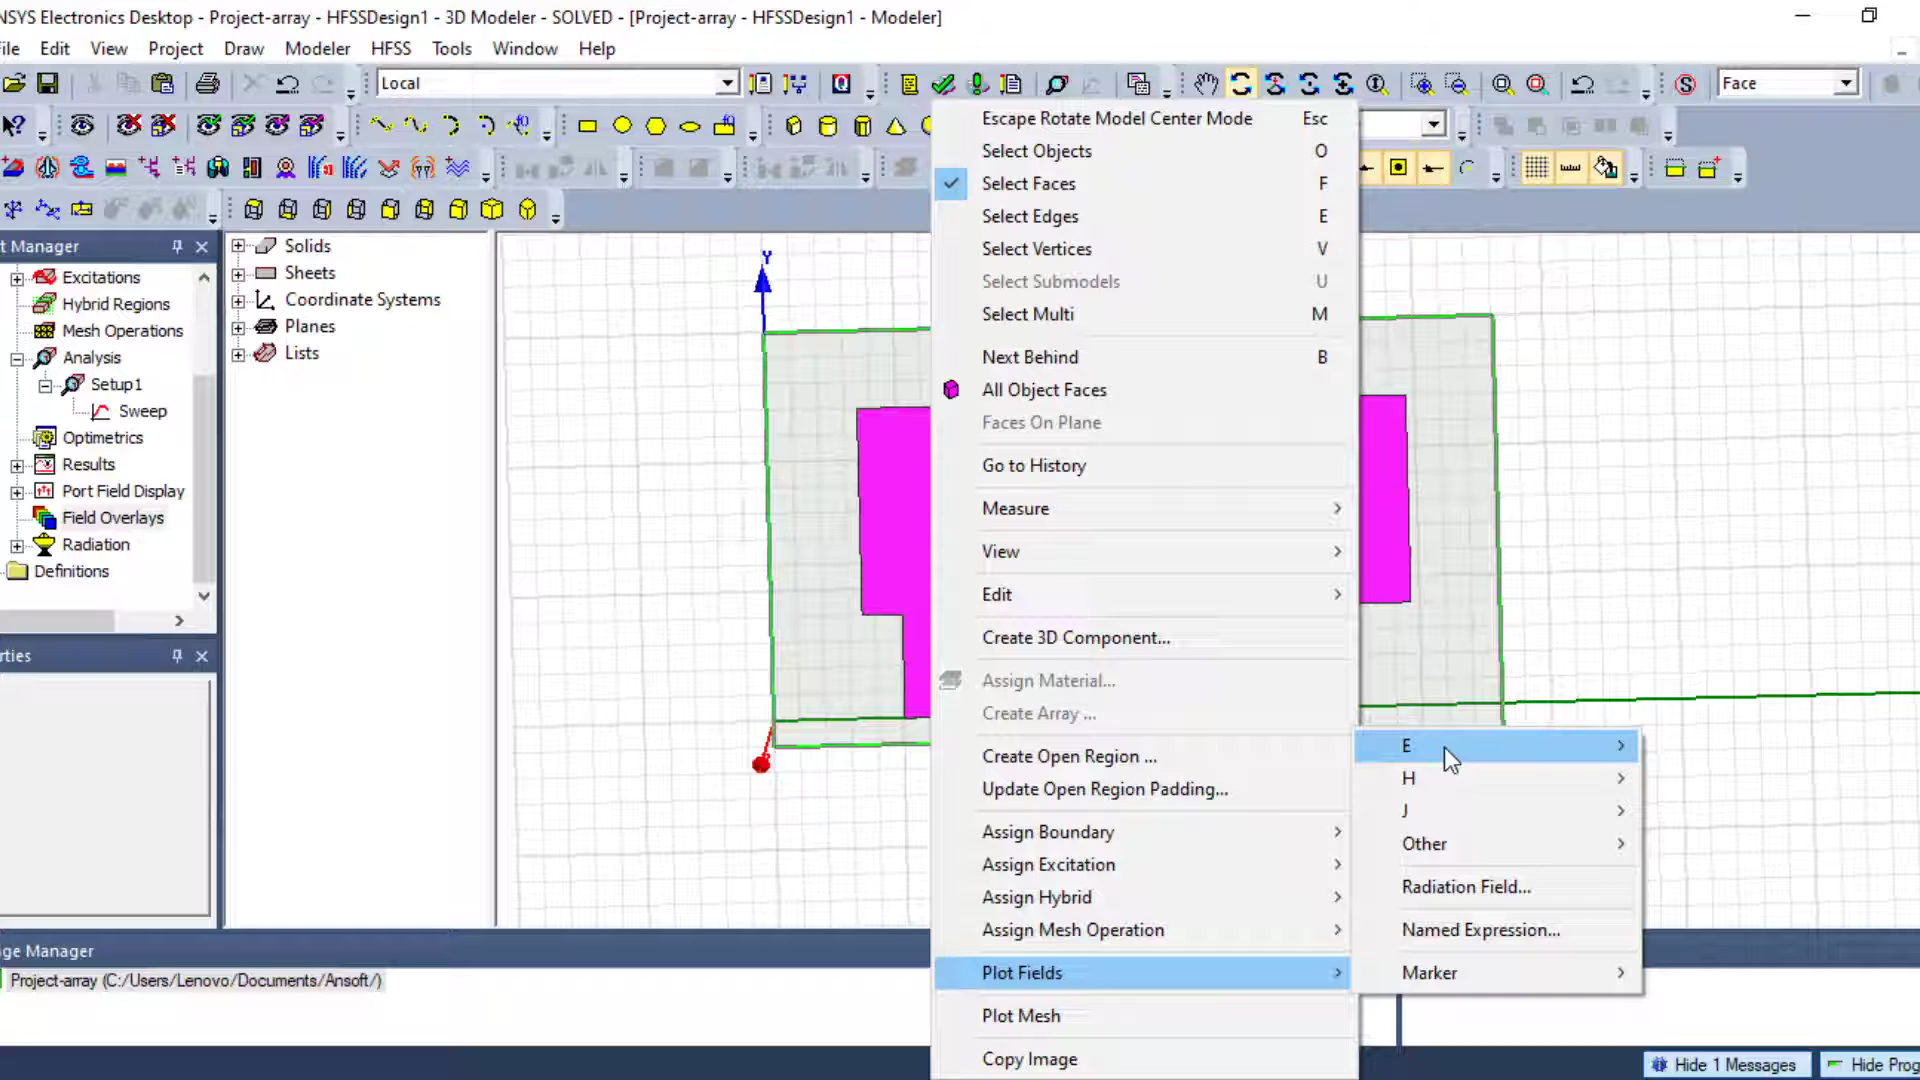 NSYS Electronics Desktop - Project-array - HFSSDesign1 - 3D Modeler - SOLVED - [Project-array - HFSSDesign1 - Modeler]
File Edit View Project Draw Modeler HFSS Tools Window Help
Local
Face
t Manager
Excitations
Hybrid Regions
Mesh Operations
Analysis
Setup1
Sweep
Optimetrics
Results
Port Field Display
Field Overlays
Radiation
Definitions
rties
Solids
Sheets
Coordinate Systems
Planes
Lists
Y
Escape Rotate Model Center Mode Esc
Select Objects O
Select Faces F
Select Edges E
Select Vertices V
Select Submodels U
Select Multi M
Next Behind B
All Object Faces
Faces On Plane
Go to History
Measure
View
Edit
Create 3D Component...
Assign Material...
Create Array ...
Create Open Region ...
Update Open Region Padding...
Assign Boundary
Assign Excitation
Assign Hybrid
Assign Mesh Operation
Plot Fields
Plot Mesh
Copy Image
E
H
J
Other
Radiation Field...
Named Expression...
Marker
ge Manager
Project-array (C:/Users/Lenovo/Documents/Ansoft/)
Hide 1 Messages
Hide Prog